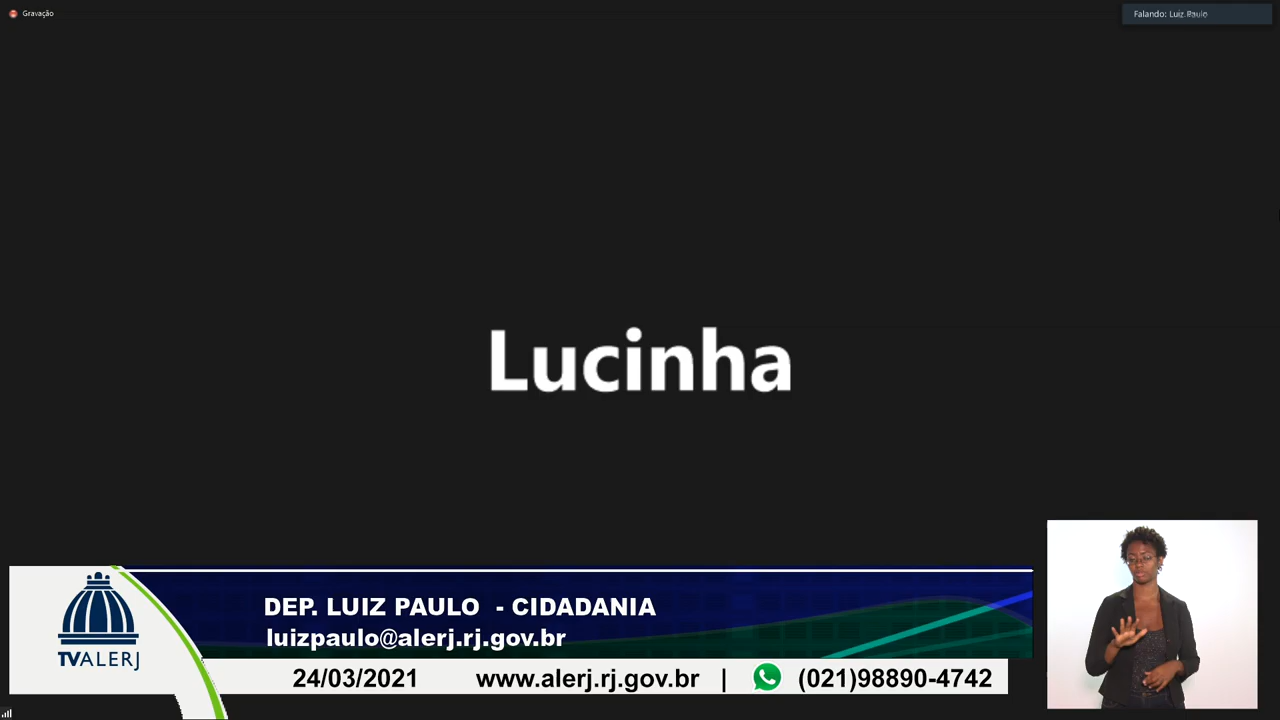 Gravação
Falando: Luiz Paulo
Lucinha
DEP. LUIZ PAULO - CIDADANIA
luizpaulo@alerj.rj.gov.br
TVALERJ
24/03/2021 www.alerj.rj.gov.br | (021)98890-4742